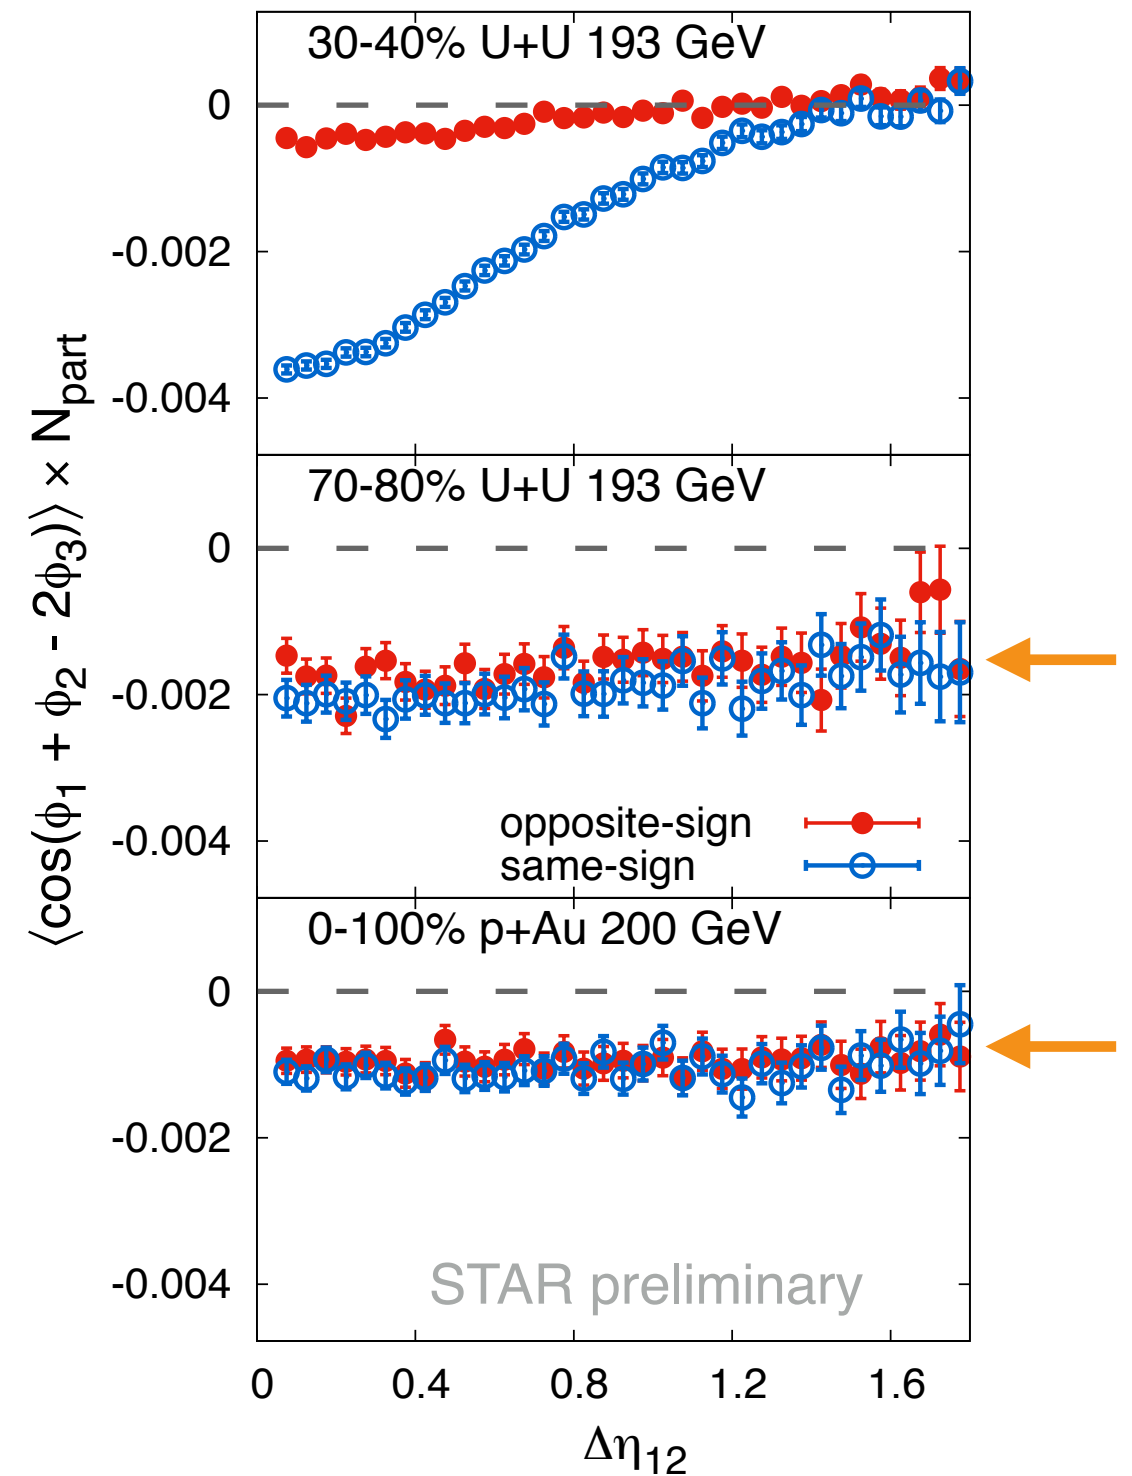 30-40% U+U 193 GeV
0
-0.002
-0.004
70-80% U+U 193 GeV
0
-0.002
-0.004
opposite-sign
same-sign
0-100% p+Au 200 GeV
0
-0.002
-0.004
STAR preliminary
0 0.4 0.8 1.2 1.6
Δη12
⟨cos(ϕ1 + ϕ2 - 2ϕ3)⟩ × Npart